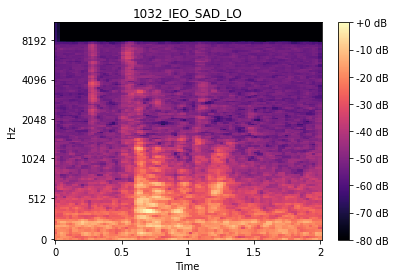 1032_IEO_SAD_LO
+0 dB
8192
-10 dB
4096
-20 dB
-30 dB
2048
Hz
-40 dB
1024
-50 dB
512
-60 dB
-70 dB
0
-80 dB
0 0.5 1 1.5 2
Time